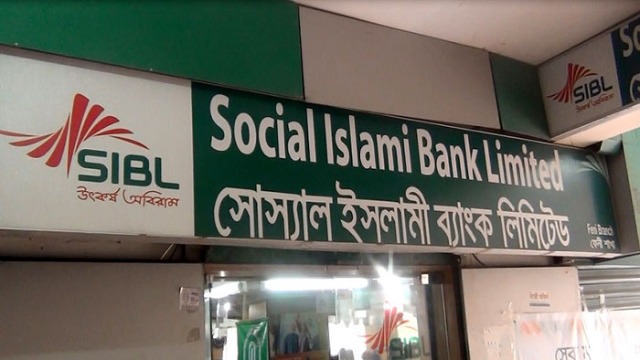 SIBL
উৎকর্ষ অবিরাম
Social Islami Bank Limited
সোস্যাল ইসলামী ব্যাংক লিমিটেড
Feni Branch
ফেনী শাখা
SIBL
উৎকর্ষ অবিরাম